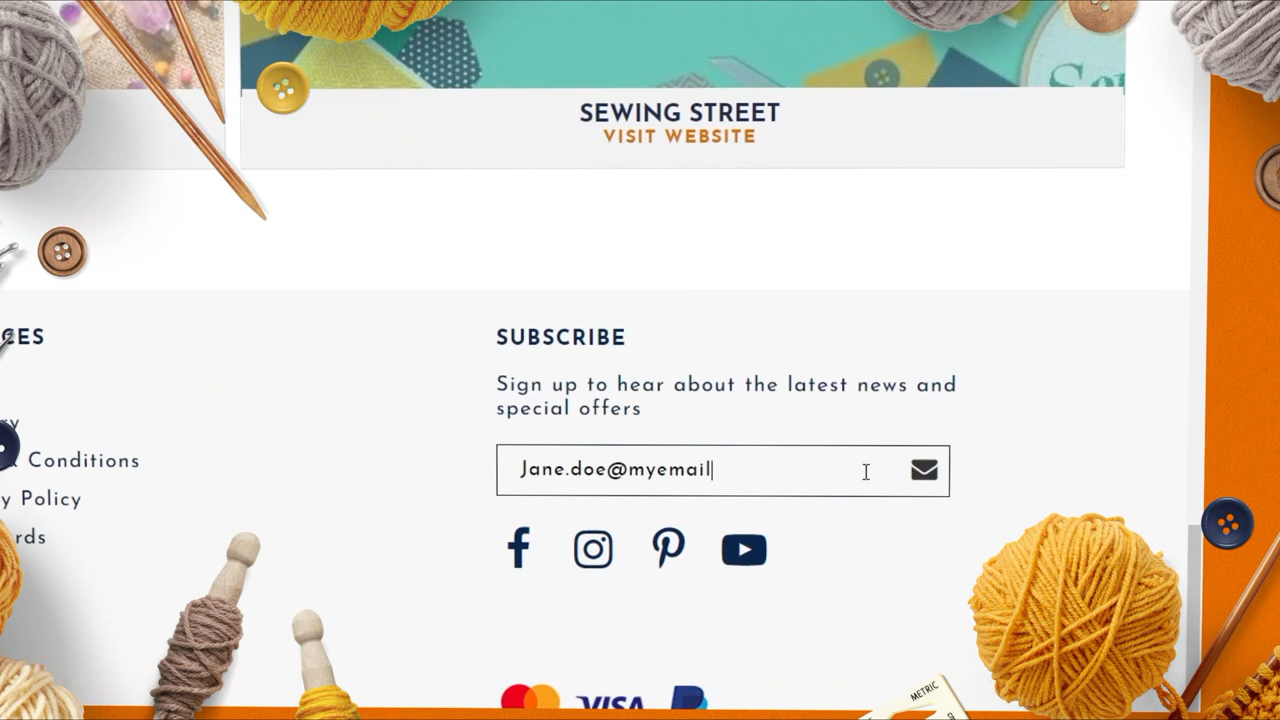 SEWING STREET
VISIT WEBSITE
SUBSCRIBE
Sign up to hear about the latest news and
special offers
Jane.doe@myemail
Conditions
Policy
VISA
METRIC